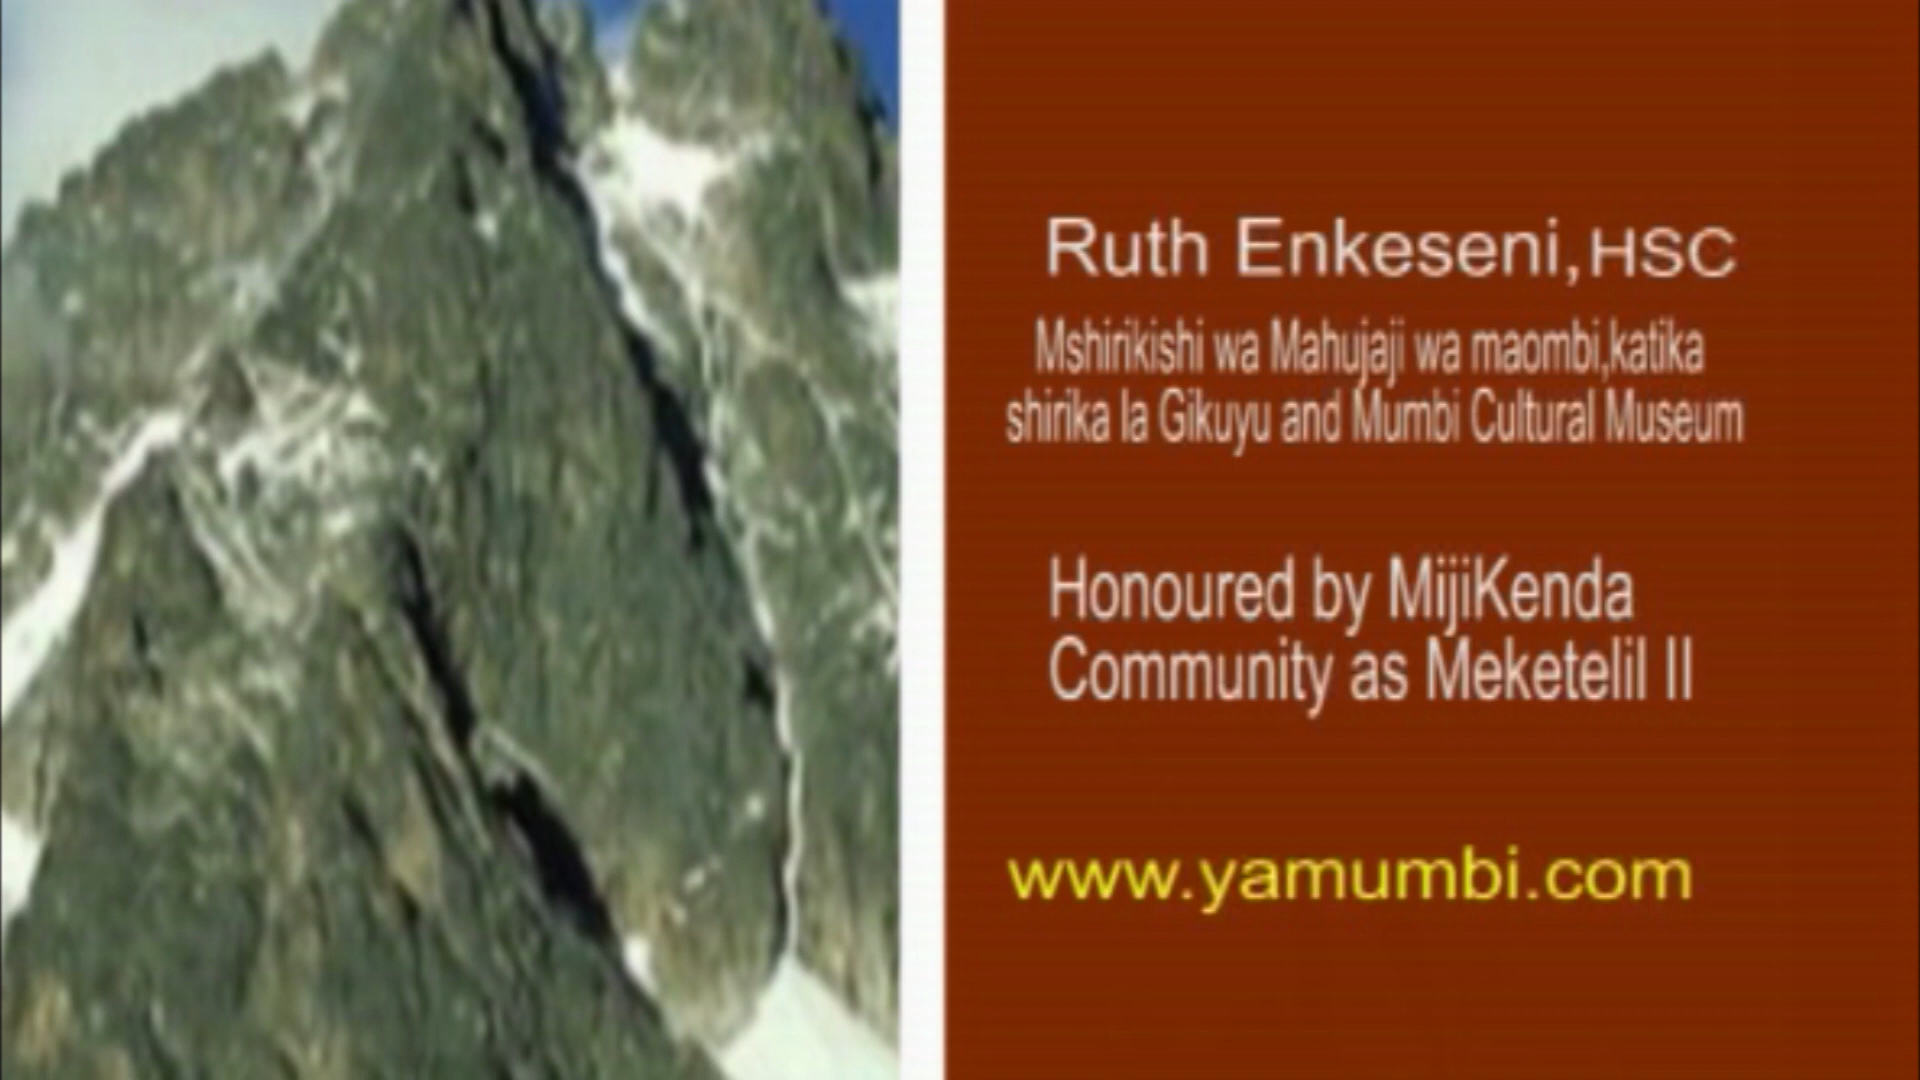 Ruth Enkeseni, HSC
Mshirikishi wa Mahujaji wa maombi,katika
shirika la Gikuyu and Mumbi Cultural Museum
Honoured by MijiKenda
Community as Meketelil II
www.yamumbi.com